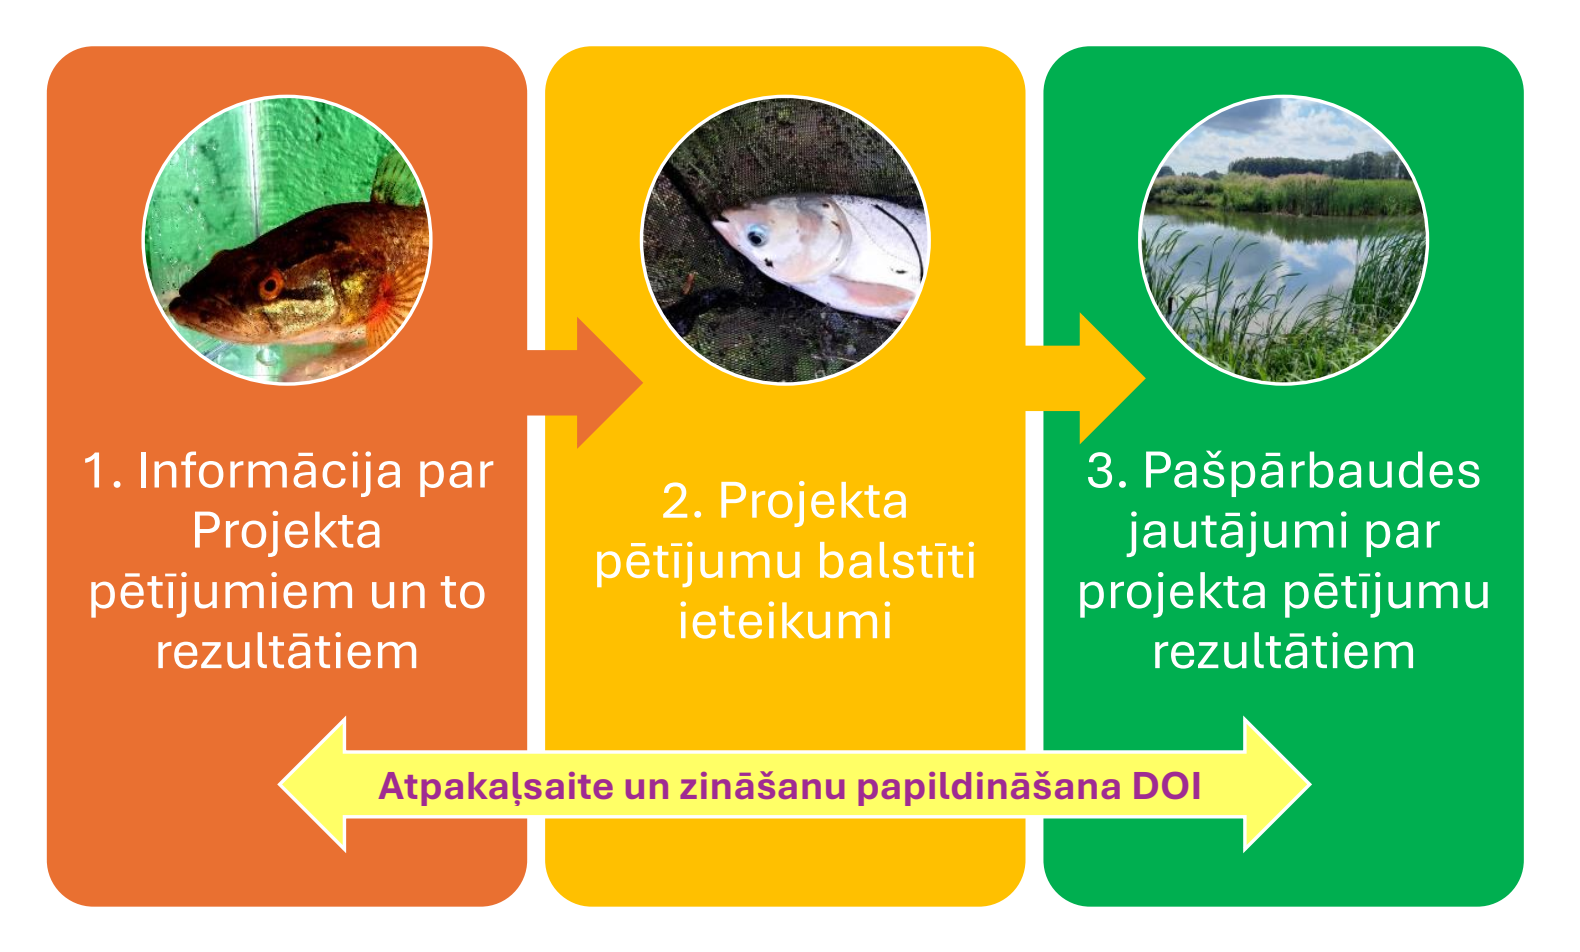 1. Informācija par
Projekta
pētījumiem un to
rezultātiem
2. Projekta
pētījumu balstīti
ieteikumi
3. Pašpārbaudes
jautājumi par
projekta pētījumu
rezultātiem
Atpakaļsaite un zināšanu papildināšana DOI